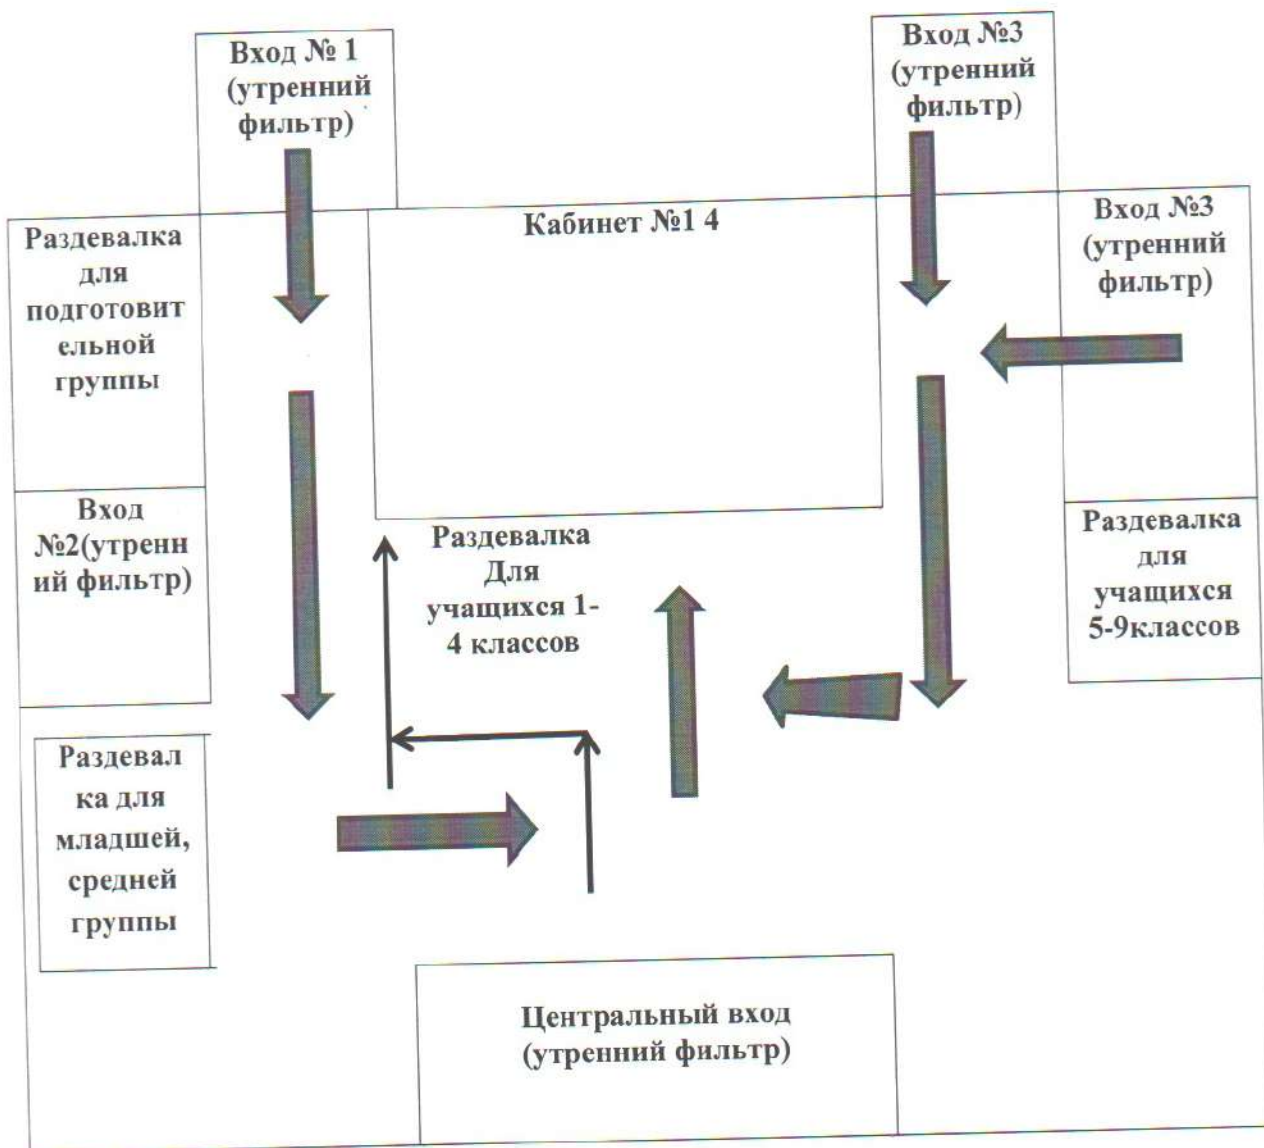 Вход № 1
(утренний
фильтр)
Вход №3
(утренний
фильтр)
Раздевалка
для
подготовит
ельной
группы
Кабинет №1 4
Вход №3
(утренний
фильтр)
Вход
№2(утренн
ий фильтр)
Раздевалка
Для
учащихся 1-
4 классов
Раздевалка
для
учащихся
5-9классов
Раздевал
ка для
младшей,
средней
группы
Центральный вход
(утренний фильтр)